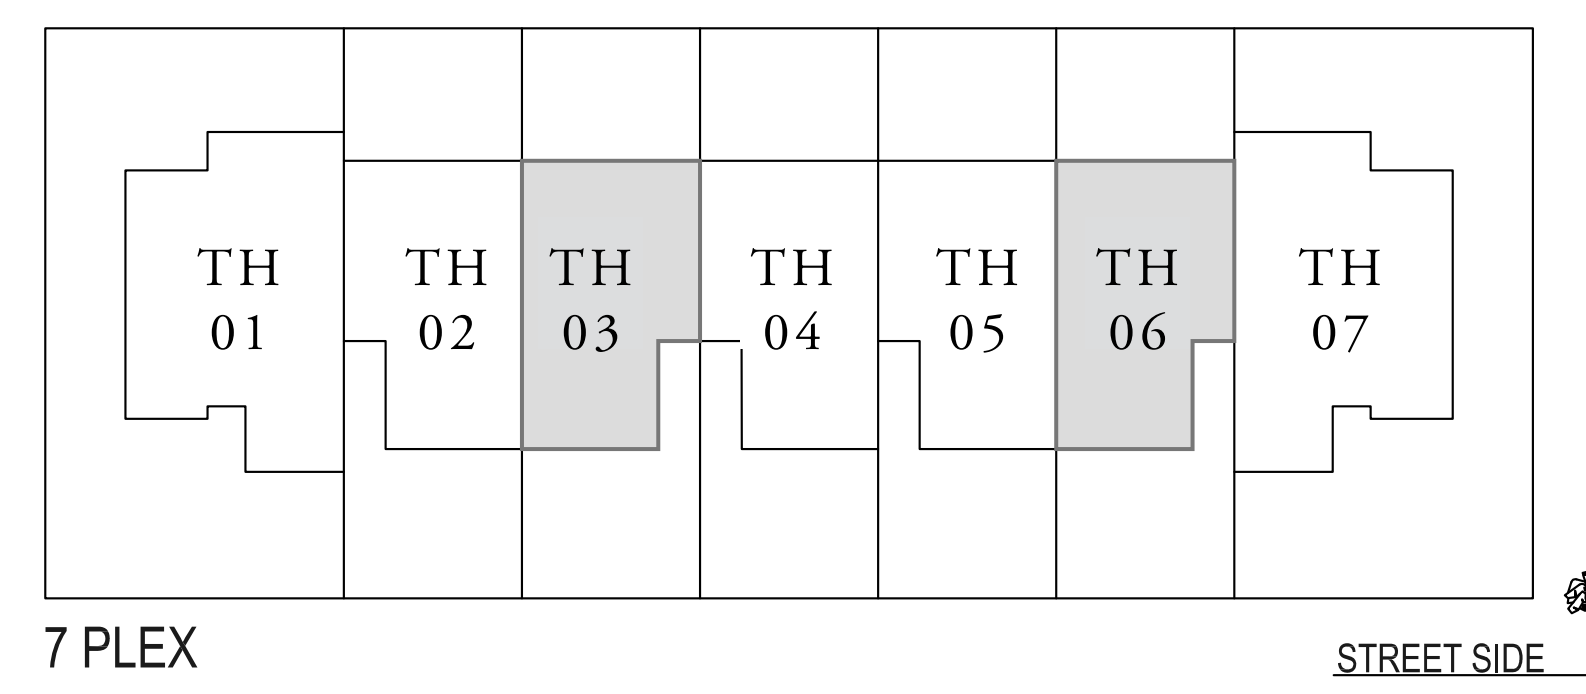 TH TH TH TH TH TH TH
01 02 03 04 05 06 07
7 PLEX
STREET SIDE